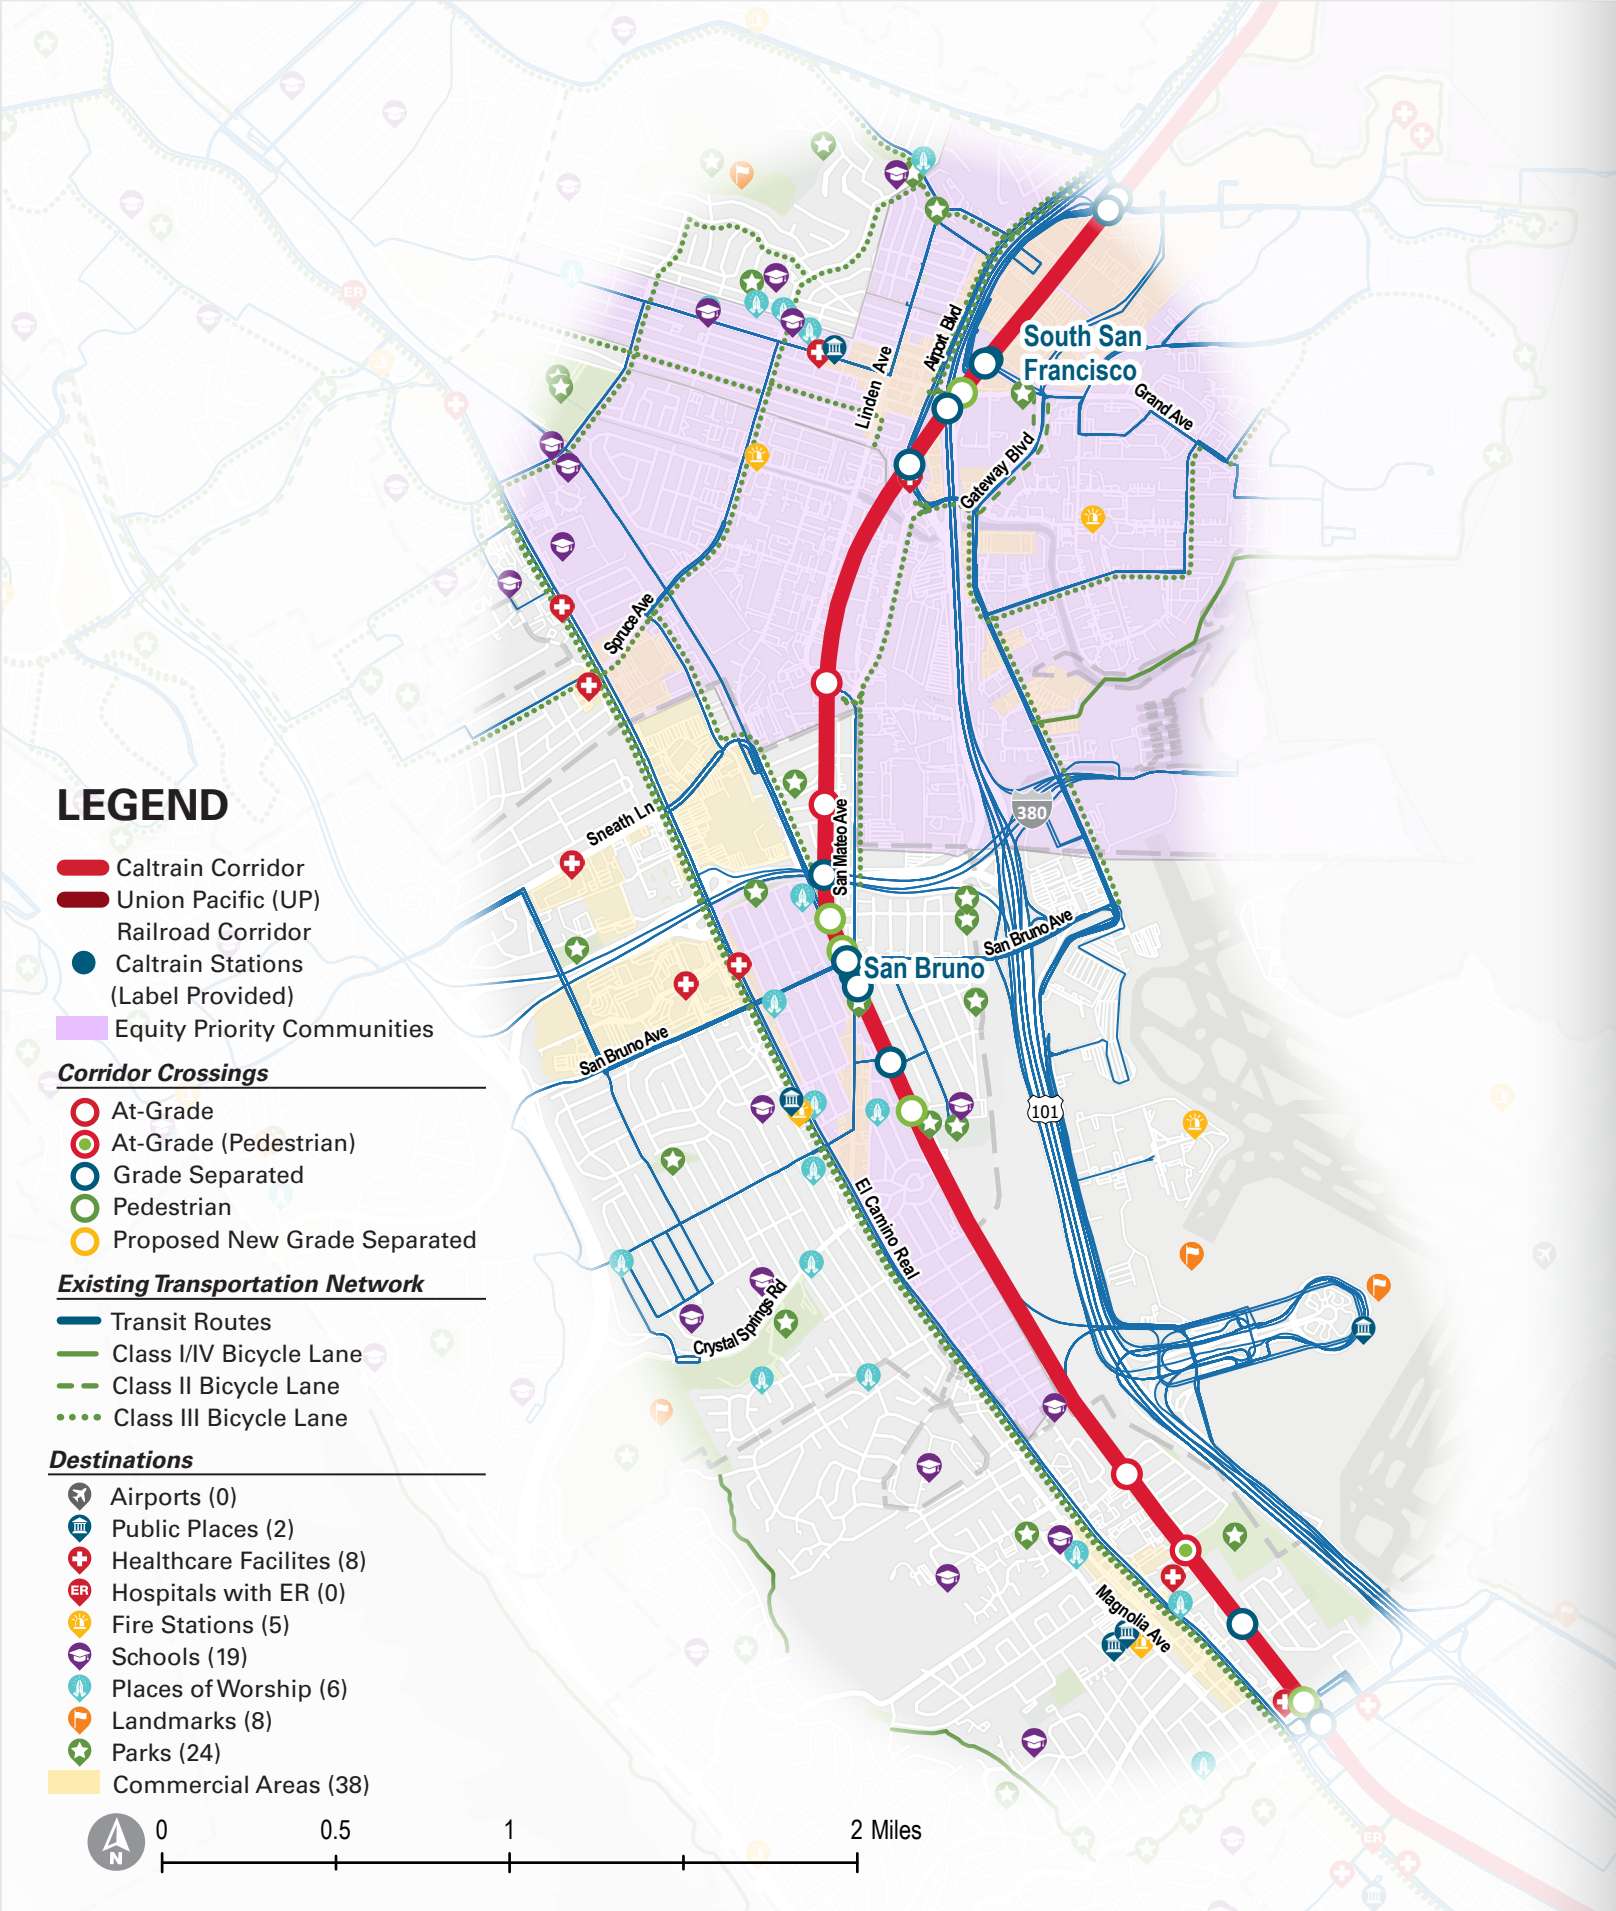 South San
Francisco
Airport Blvd
Linden Ave
Grand Ave
Gateway Blvd
Spruce Ave
380
San Mateo Ave
Sneath Ln
San Bruno Ave
San Bruno
San Bruno Ave
101
El Camino Real
Crystal Springs Rd
Magnolia Ave
ER
ER
LEGEND
Caltrain Corridor
Union Pacific (UP)
Railroad Corridor
Caltrain Stations
(Label Provided)
Equity Priority Communities
Corridor Crossings
At-Grade
At-Grade (Pedestrian)
Grade Separated
Pedestrian
Proposed New Grade Separated
Existing Transportation Network
Transit Routes
Class I/IV Bicycle Lane
Class II Bicycle Lane
Class III Bicycle Lane
Destinations
Airports (0)
Public Places (2)
Healthcare Facilites (8)
ER Hospitals with ER (0)
Fire Stations (5)
Schools (19)
Places of Worship (6)
Landmarks (8)
Parks (24)
Commercial Areas (38)
N
0 0.5 1 2 Miles